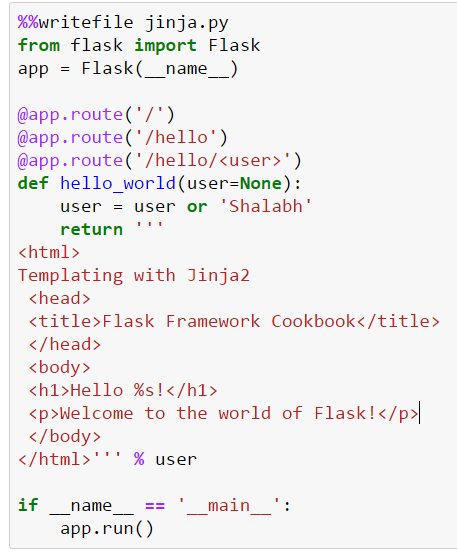 %%writefile jinja.py
from flask import Flask
app = Flask(__name__)

@app.route('/')
@app.route('/hello')
@app.route('/hello/<user>')
def hello_world(user=None):
    user = user or 'Shalabh'
    return '''
<html>
Templating with Jinja2
 <head>
 <title>Flask Framework Cookbook</title>
 </head>
 <body>
 <h1>Hello %s!</h1>
 <p>Welcome to the world of Flask!</p>
 </body>
</html>''' % user

if __name__ == '__main__':
    app.run()